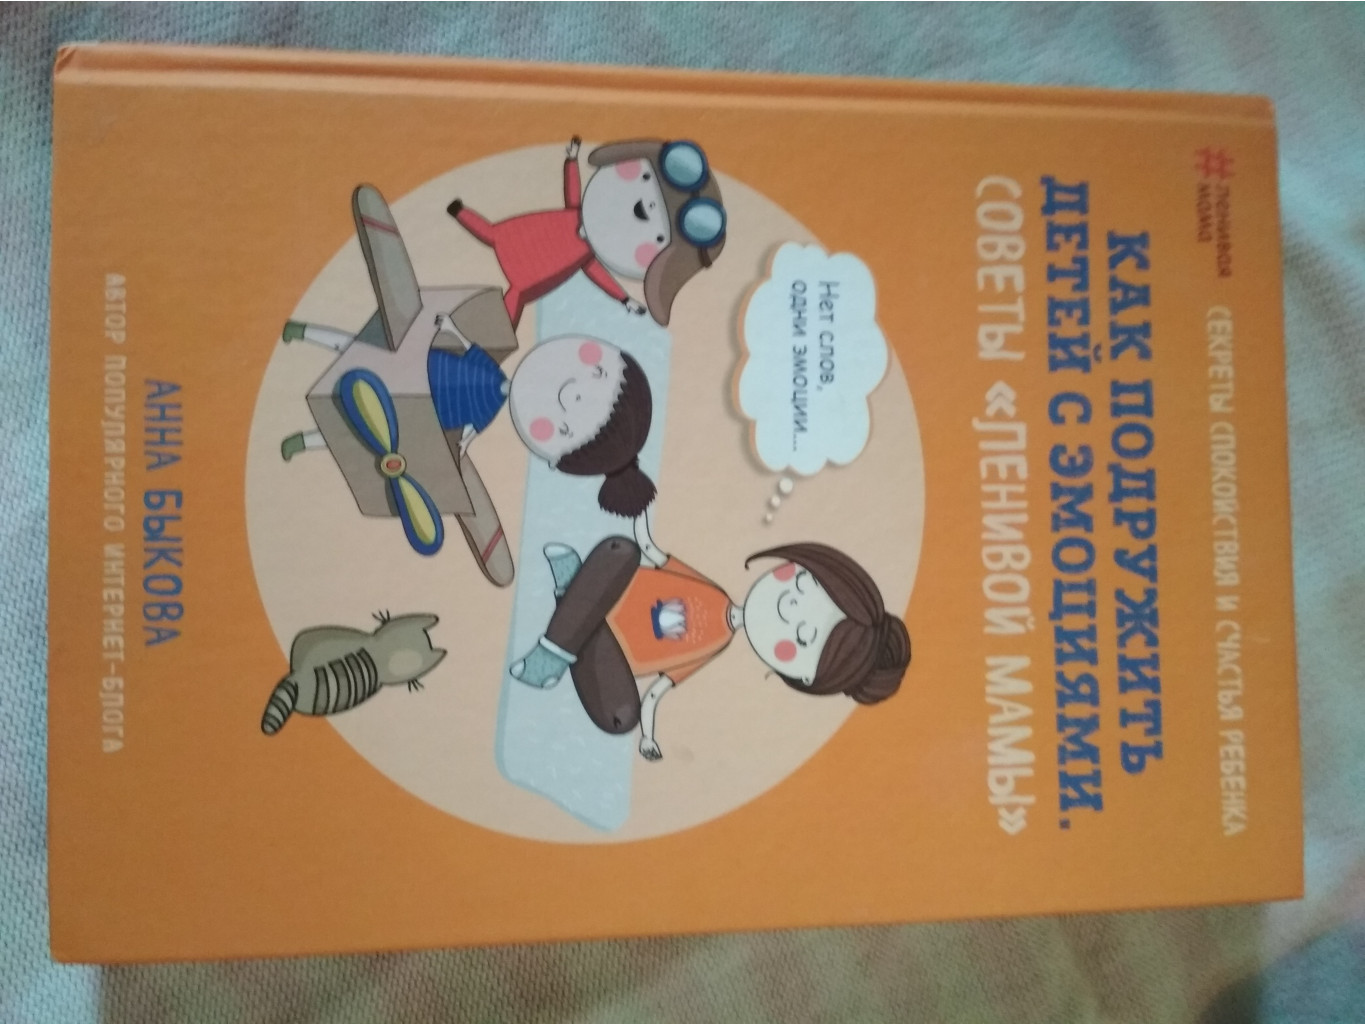 #ленивая
мама
СЕКРЕТЫ СПОКОЙСТВИЯ И СЧАСТЬЯ РЕБЕНКА
КАК ПОДРУЖИТЬ
ДЕТЕЙ С ЭМОЦИЯМИ.
СОВЕТЫ «ЛЕНИВОЙ МАМЫ»
Нет слов,
одни эмоции...
АННА БЫКОВА
АВТОР ПОПУЛЯРНОГО ИНТЕРНЕТ-БЛОГА